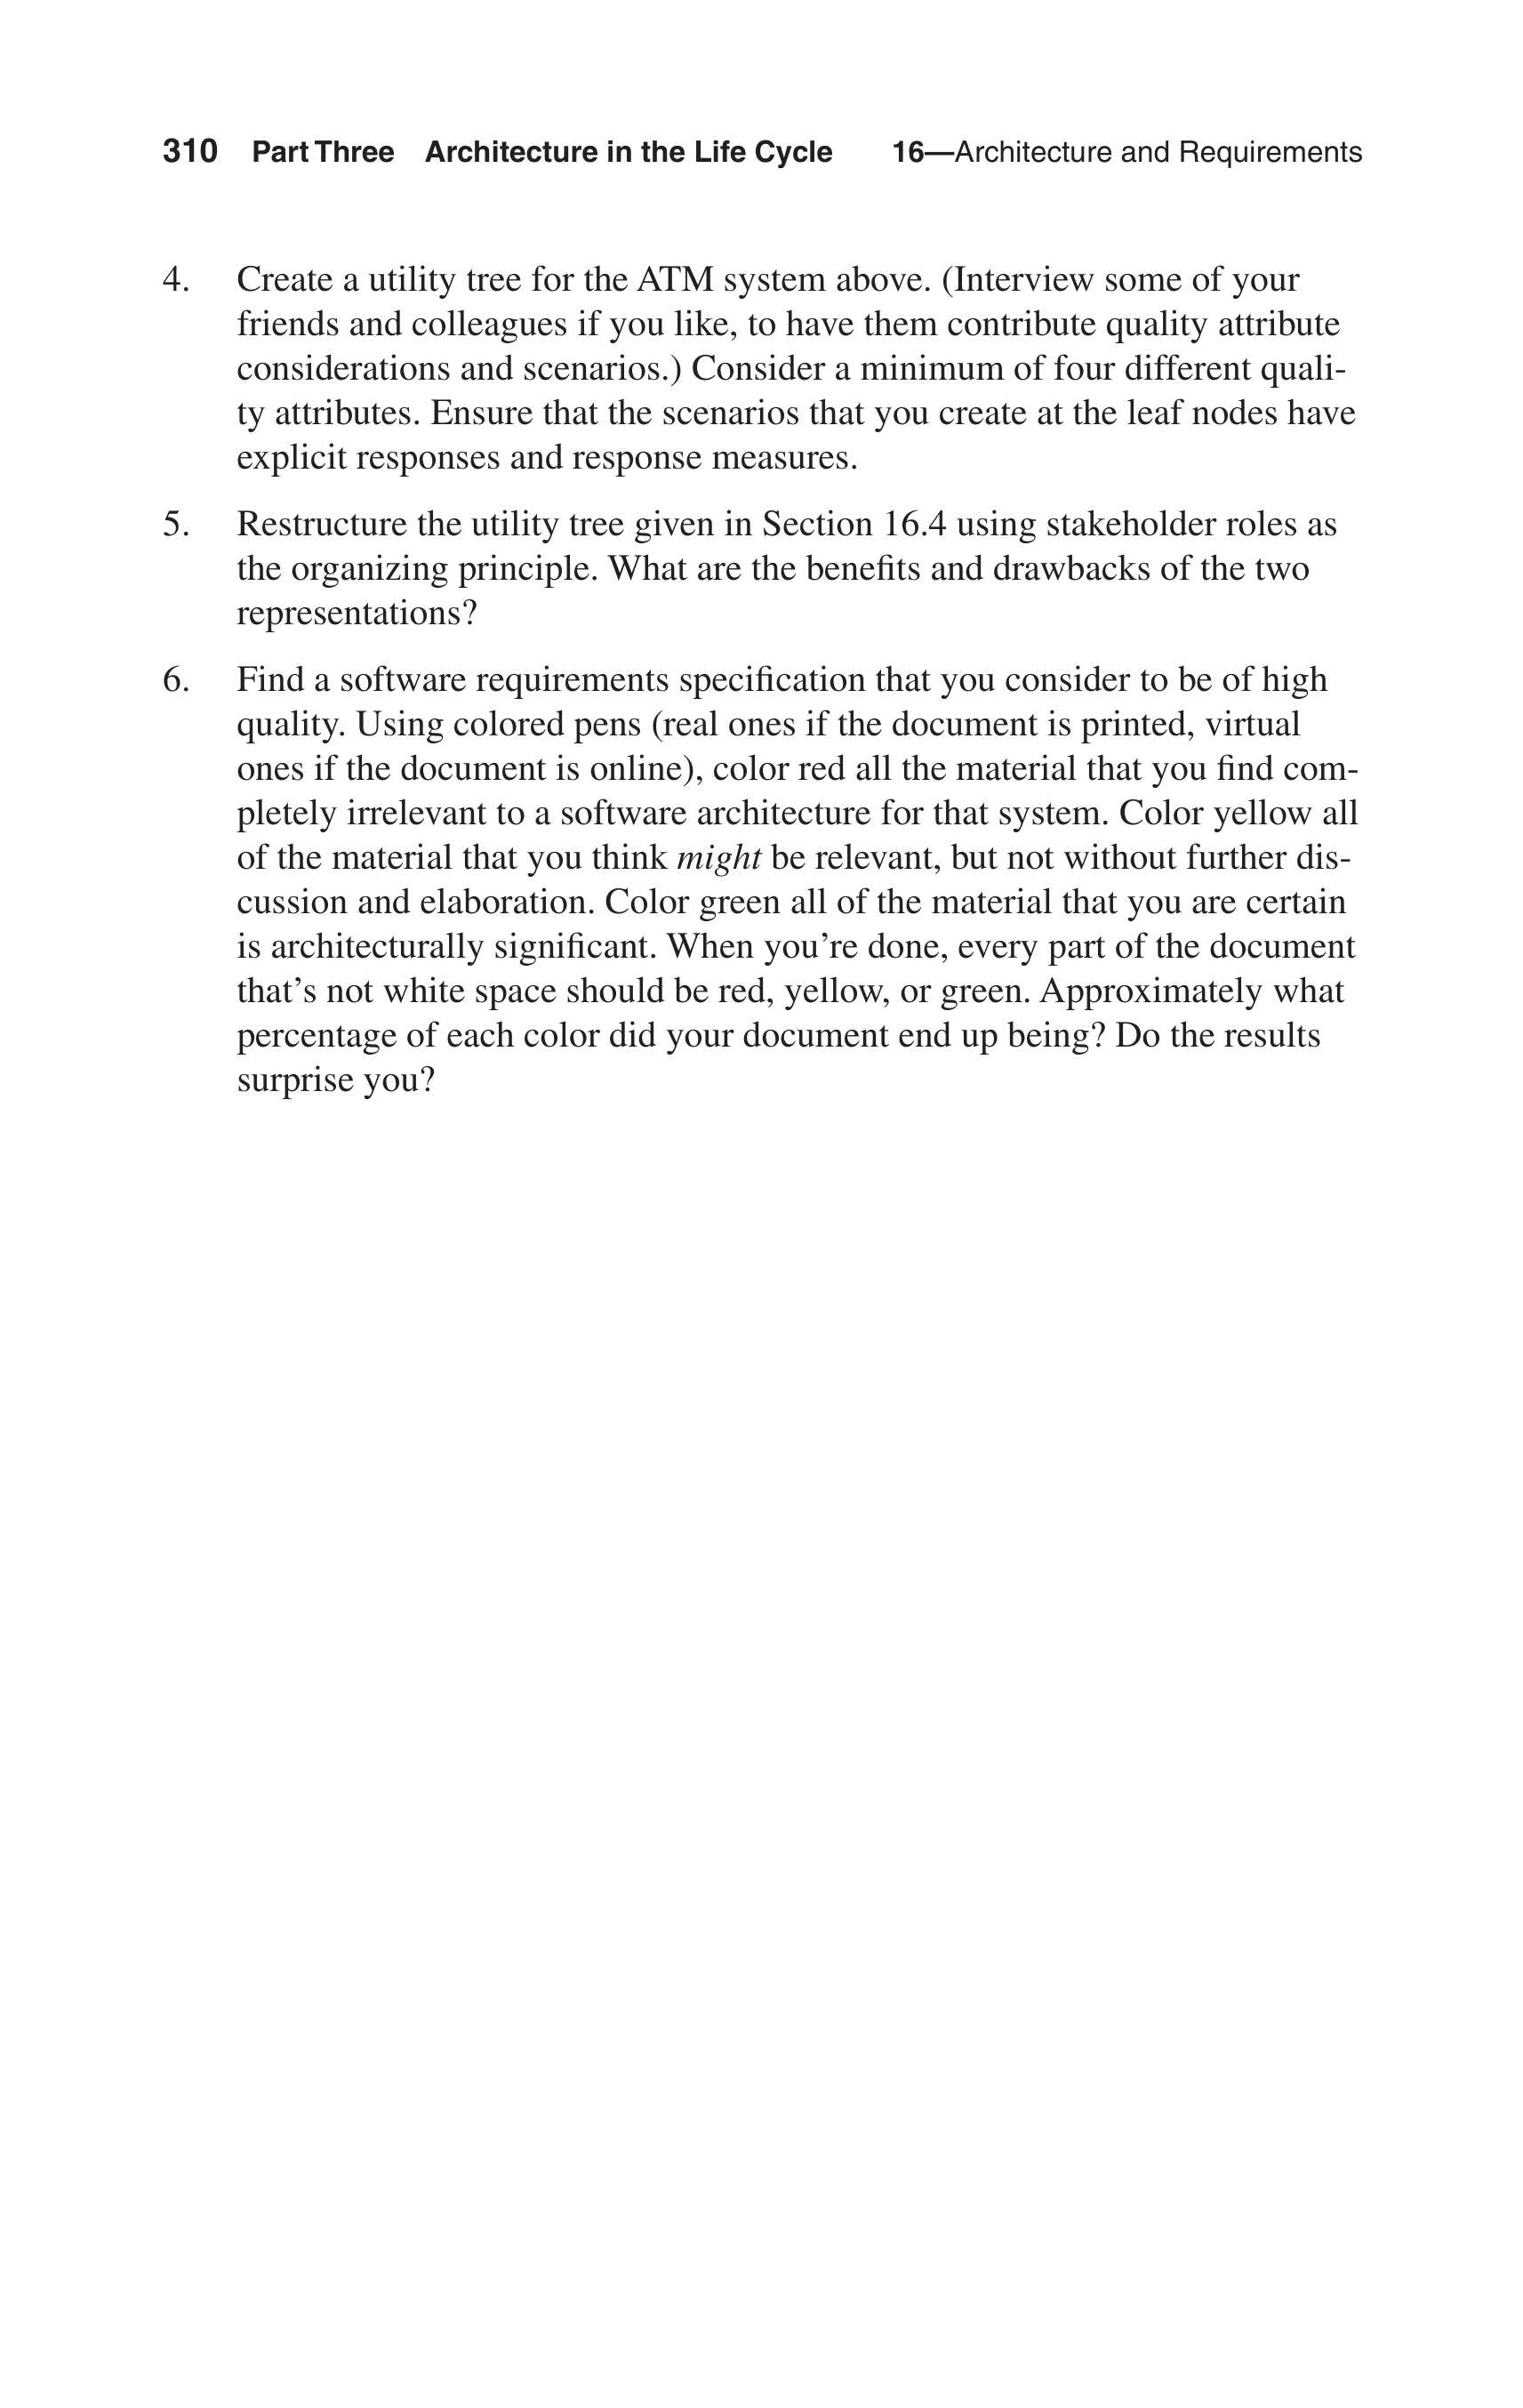 310 Part Three Architecture in the Life Cycle 16—Architecture and Requirements
4. Create a utility tree for the ATM system above. (Interview some of your
friends and colleagues if you like, to have them contribute quality attribute
considerations and scenarios.) Consider a minimum of four different quali-
ty attributes. Ensure that the scenarios that you create at the leaf nodes have
explicit responses and response measures.
5. Restructure the utility tree given in Section 16.4 using stakeholder roles as
the organizing principle. What are the benefits and drawbacks of the two
representations?
6. Find a software requirements specification that you consider to be of high
quality. Using colored pens (real ones if the document is printed, virtual
ones if the document is online), color red all the material that you find com-
pletely irrelevant to a software architecture for that system. Color yellow all
of the material that you think might be relevant, but not without further dis-
cussion and elaboration. Color green all of the material that you are certain
is architecturally significant. When you’re done, every part of the document
that’s not white space should be red, yellow, or green. Approximately what
percentage of each color did your document end up being? Do the results
surprise you?